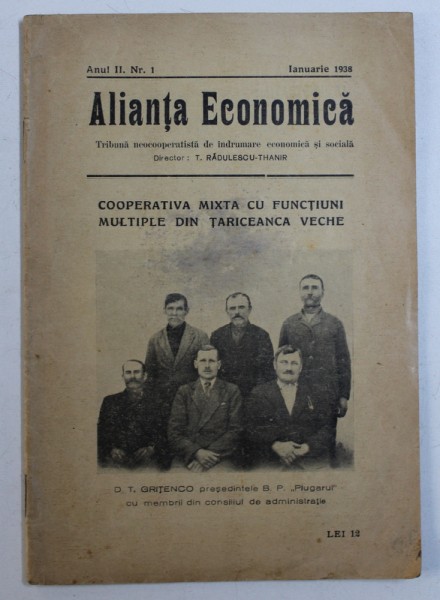 Anul II. Nr. 1 Ianuarie 1938
Alianța Economică
Tribună neocooperatistă de îndrumare economică și socială
Director: T. RĂDULESCU-THANIR
COOPERATIVA MIXTA CU FUNCȚIUNI
MULTIPLE DIN ȚARICEANCA VECHE
D. T. GRIȚENCO președintele B. P. „Plugarul"
cu membrii din consiliul de administrație
LEI 12